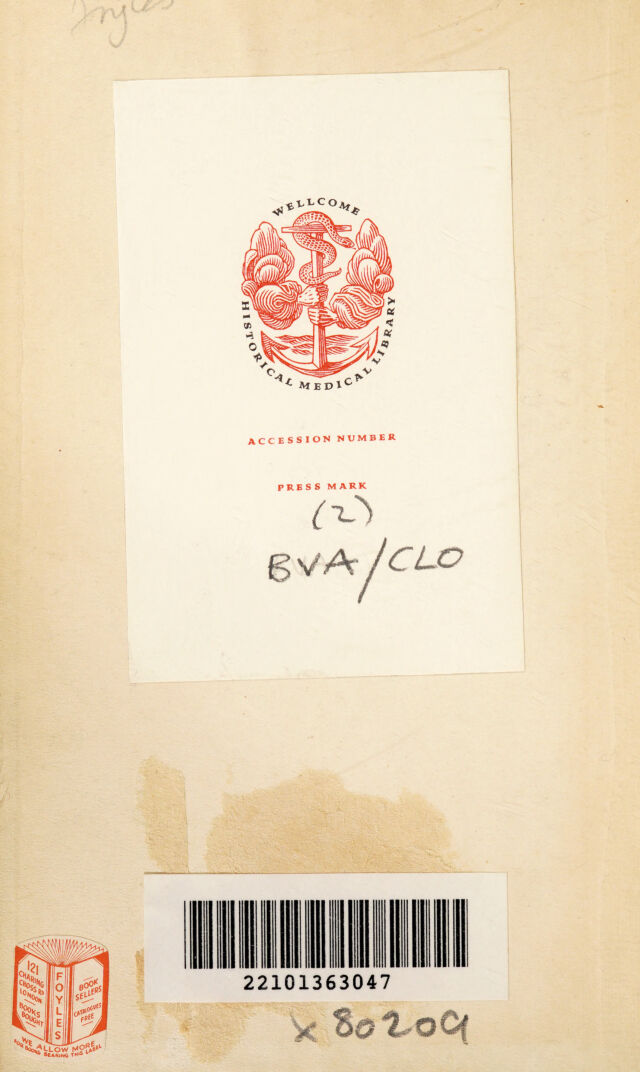 WELLCOME
HISTORICAL MEDICAL LIBRARY
ACCESSION NUMBER
PRESS MARK
(2)
BVA/CLO
22101363047
x 80209
121
CHARING
CROSS RD
LONDON
BOOKS
BOUGHT
FOYLES
BOOK
SELLERS
CATALOGUES
FREE
WE ALLOW MORE
FOR BOOKS BEARING THIS LABEL